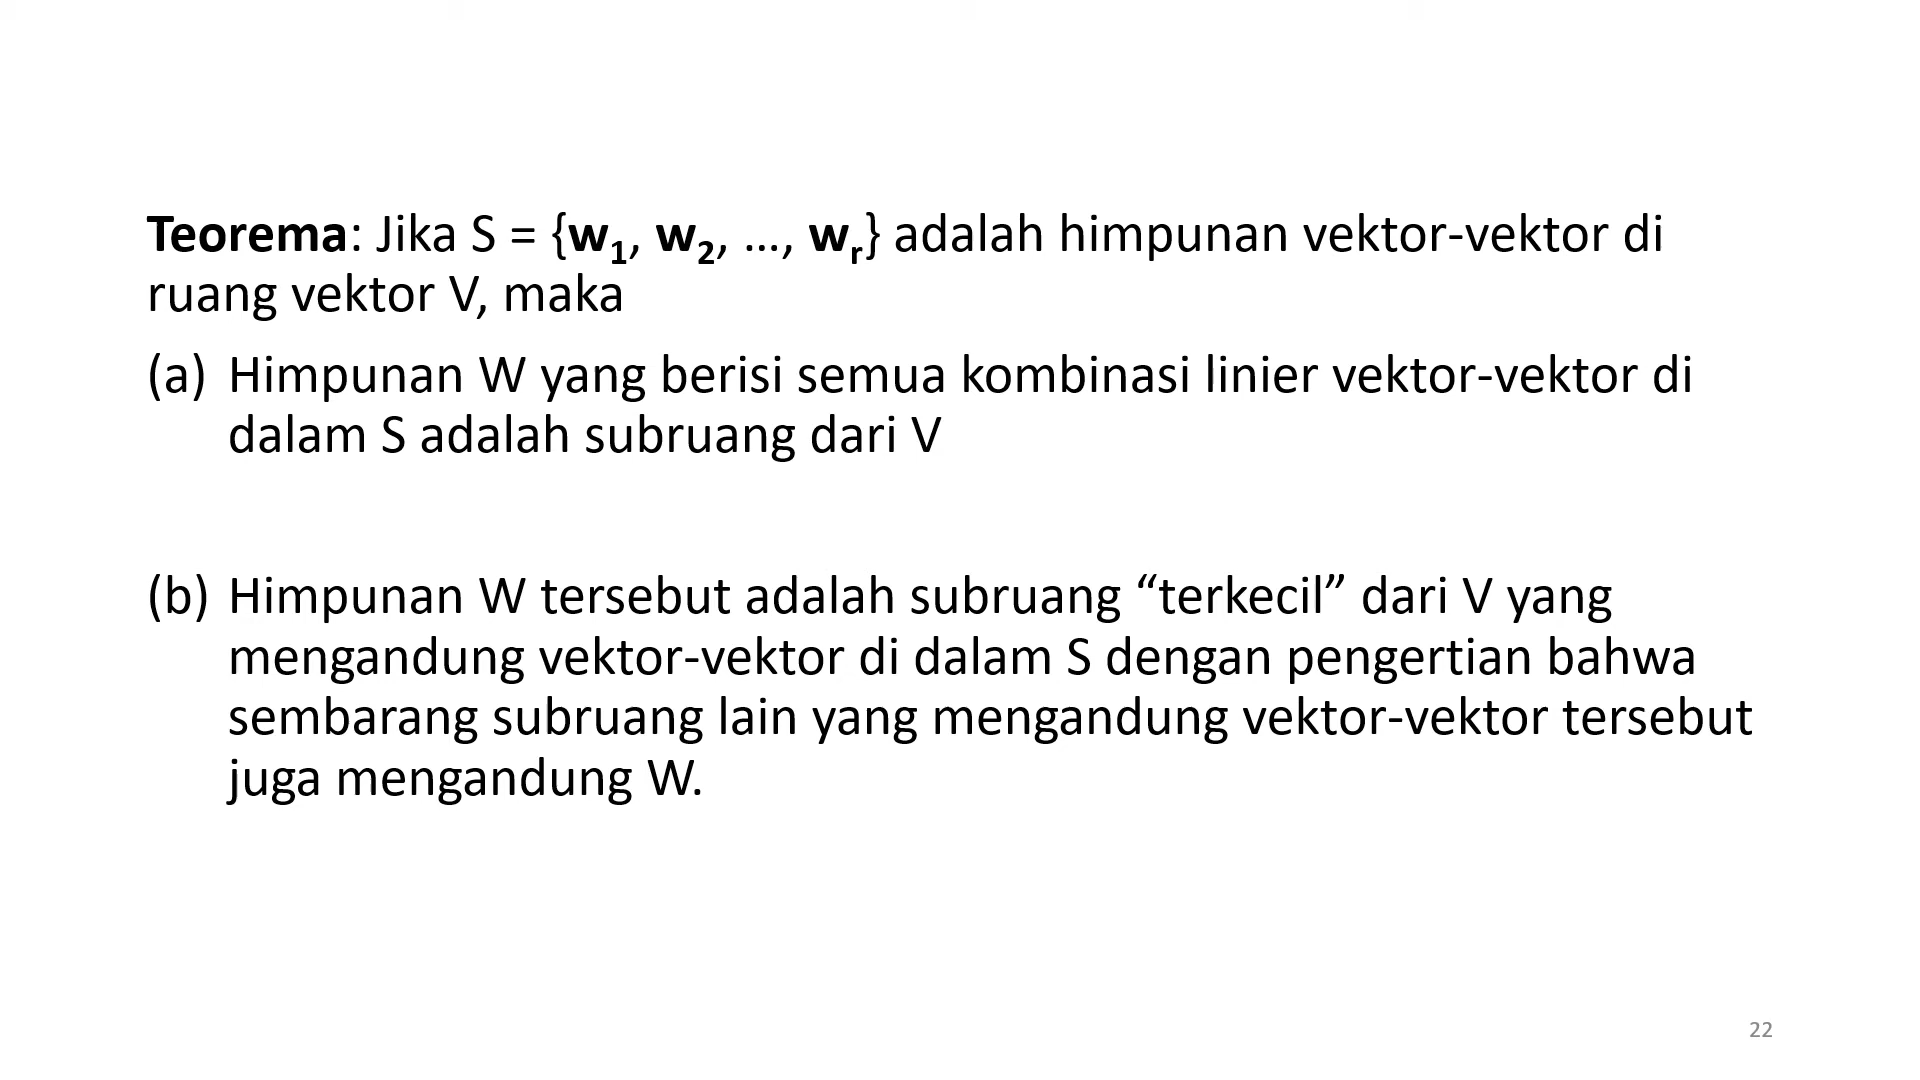 Teorema: Jika S = {w₁, w₂, …, wᵣ} adalah himpunan vektor-vektor di
ruang vektor V, maka
(a) Himpunan W yang berisi semua kombinasi linier vektor-vektor di
dalam S adalah subruang dari V
(b) Himpunan W tersebut adalah subruang “terkecil” dari V yang
mengandung vektor-vektor di dalam S dengan pengertian bahwa
sembarang subruang lain yang mengandung vektor-vektor tersebut
juga mengandung W.
22